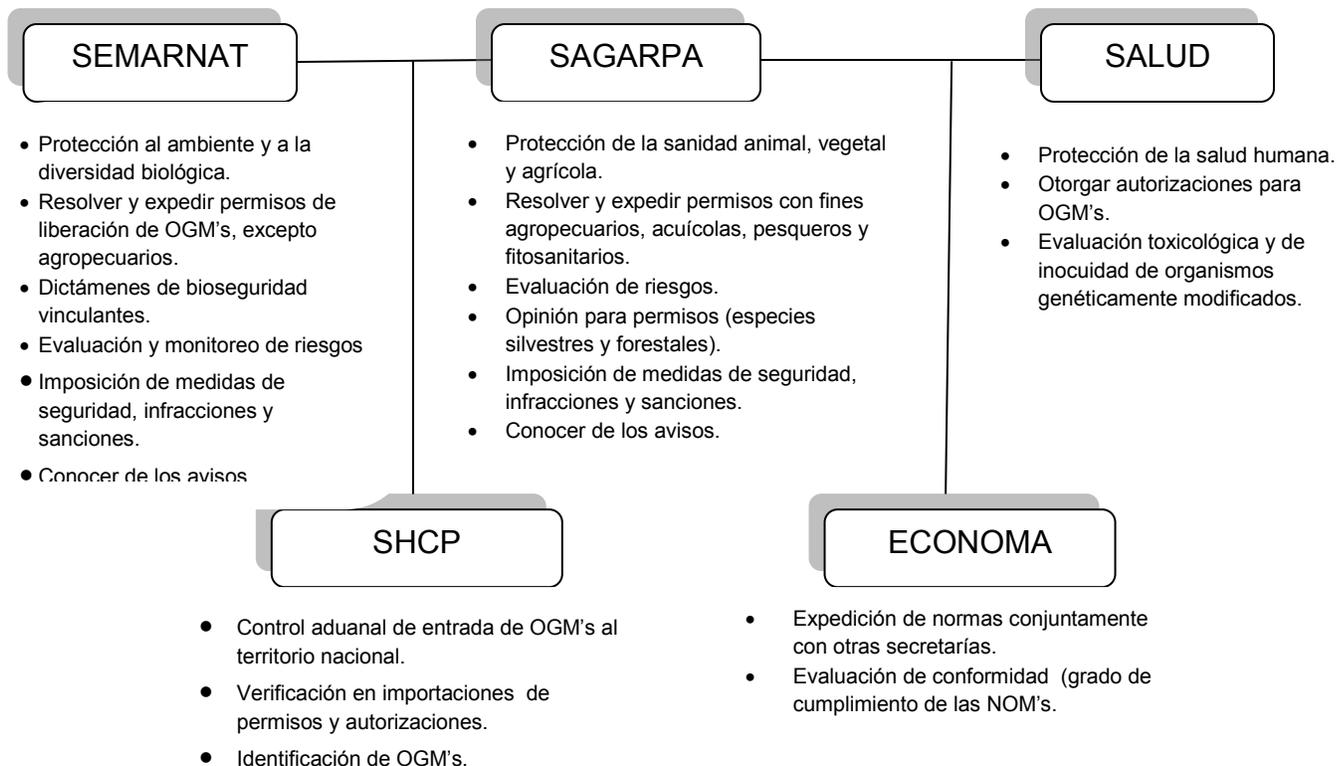 SEMARNAT
• Protección al ambiente y a la
diversidad biológica.
• Resolver y expedir permisos de
liberación de OGM's, excepto
agropecuarios.
• Dictámenes de bioseguridad
vinculantes.
• Evaluación y monitoreo de riesgos
• Imposición de medidas de
seguridad, infracciones y
sanciones.
• Conocer de los avisos
SAGARPA
• Protección de la sanidad animal, vegetal
y agrícola.
• Resolver y expedir permisos con fines
agropecuarios, acuícolas, pesqueros y
fitosanitarios.
• Evaluación de riesgos.
• Opinión para permisos (especies
silvestres y forestales).
• Imposición de medidas de seguridad,
infracciones y sanciones.
• Conocer de los avisos.
SALUD
• Protección de la salud humana.
• Otorgar autorizaciones para
OGM's.
• Evaluación toxicológica y de
inocuidad de organismos
genéticamente modificados.
SHCP
• Control aduanal de entrada de OGM's al
territorio nacional.
• Verificación en importaciones de
permisos y autorizaciones.
• Identificación de OGM's.
ECONOMA
• Expedición de normas conjuntamente
con otras secretarías.
• Evaluación de conformidad (grado de
cumplimiento de las NOM's.